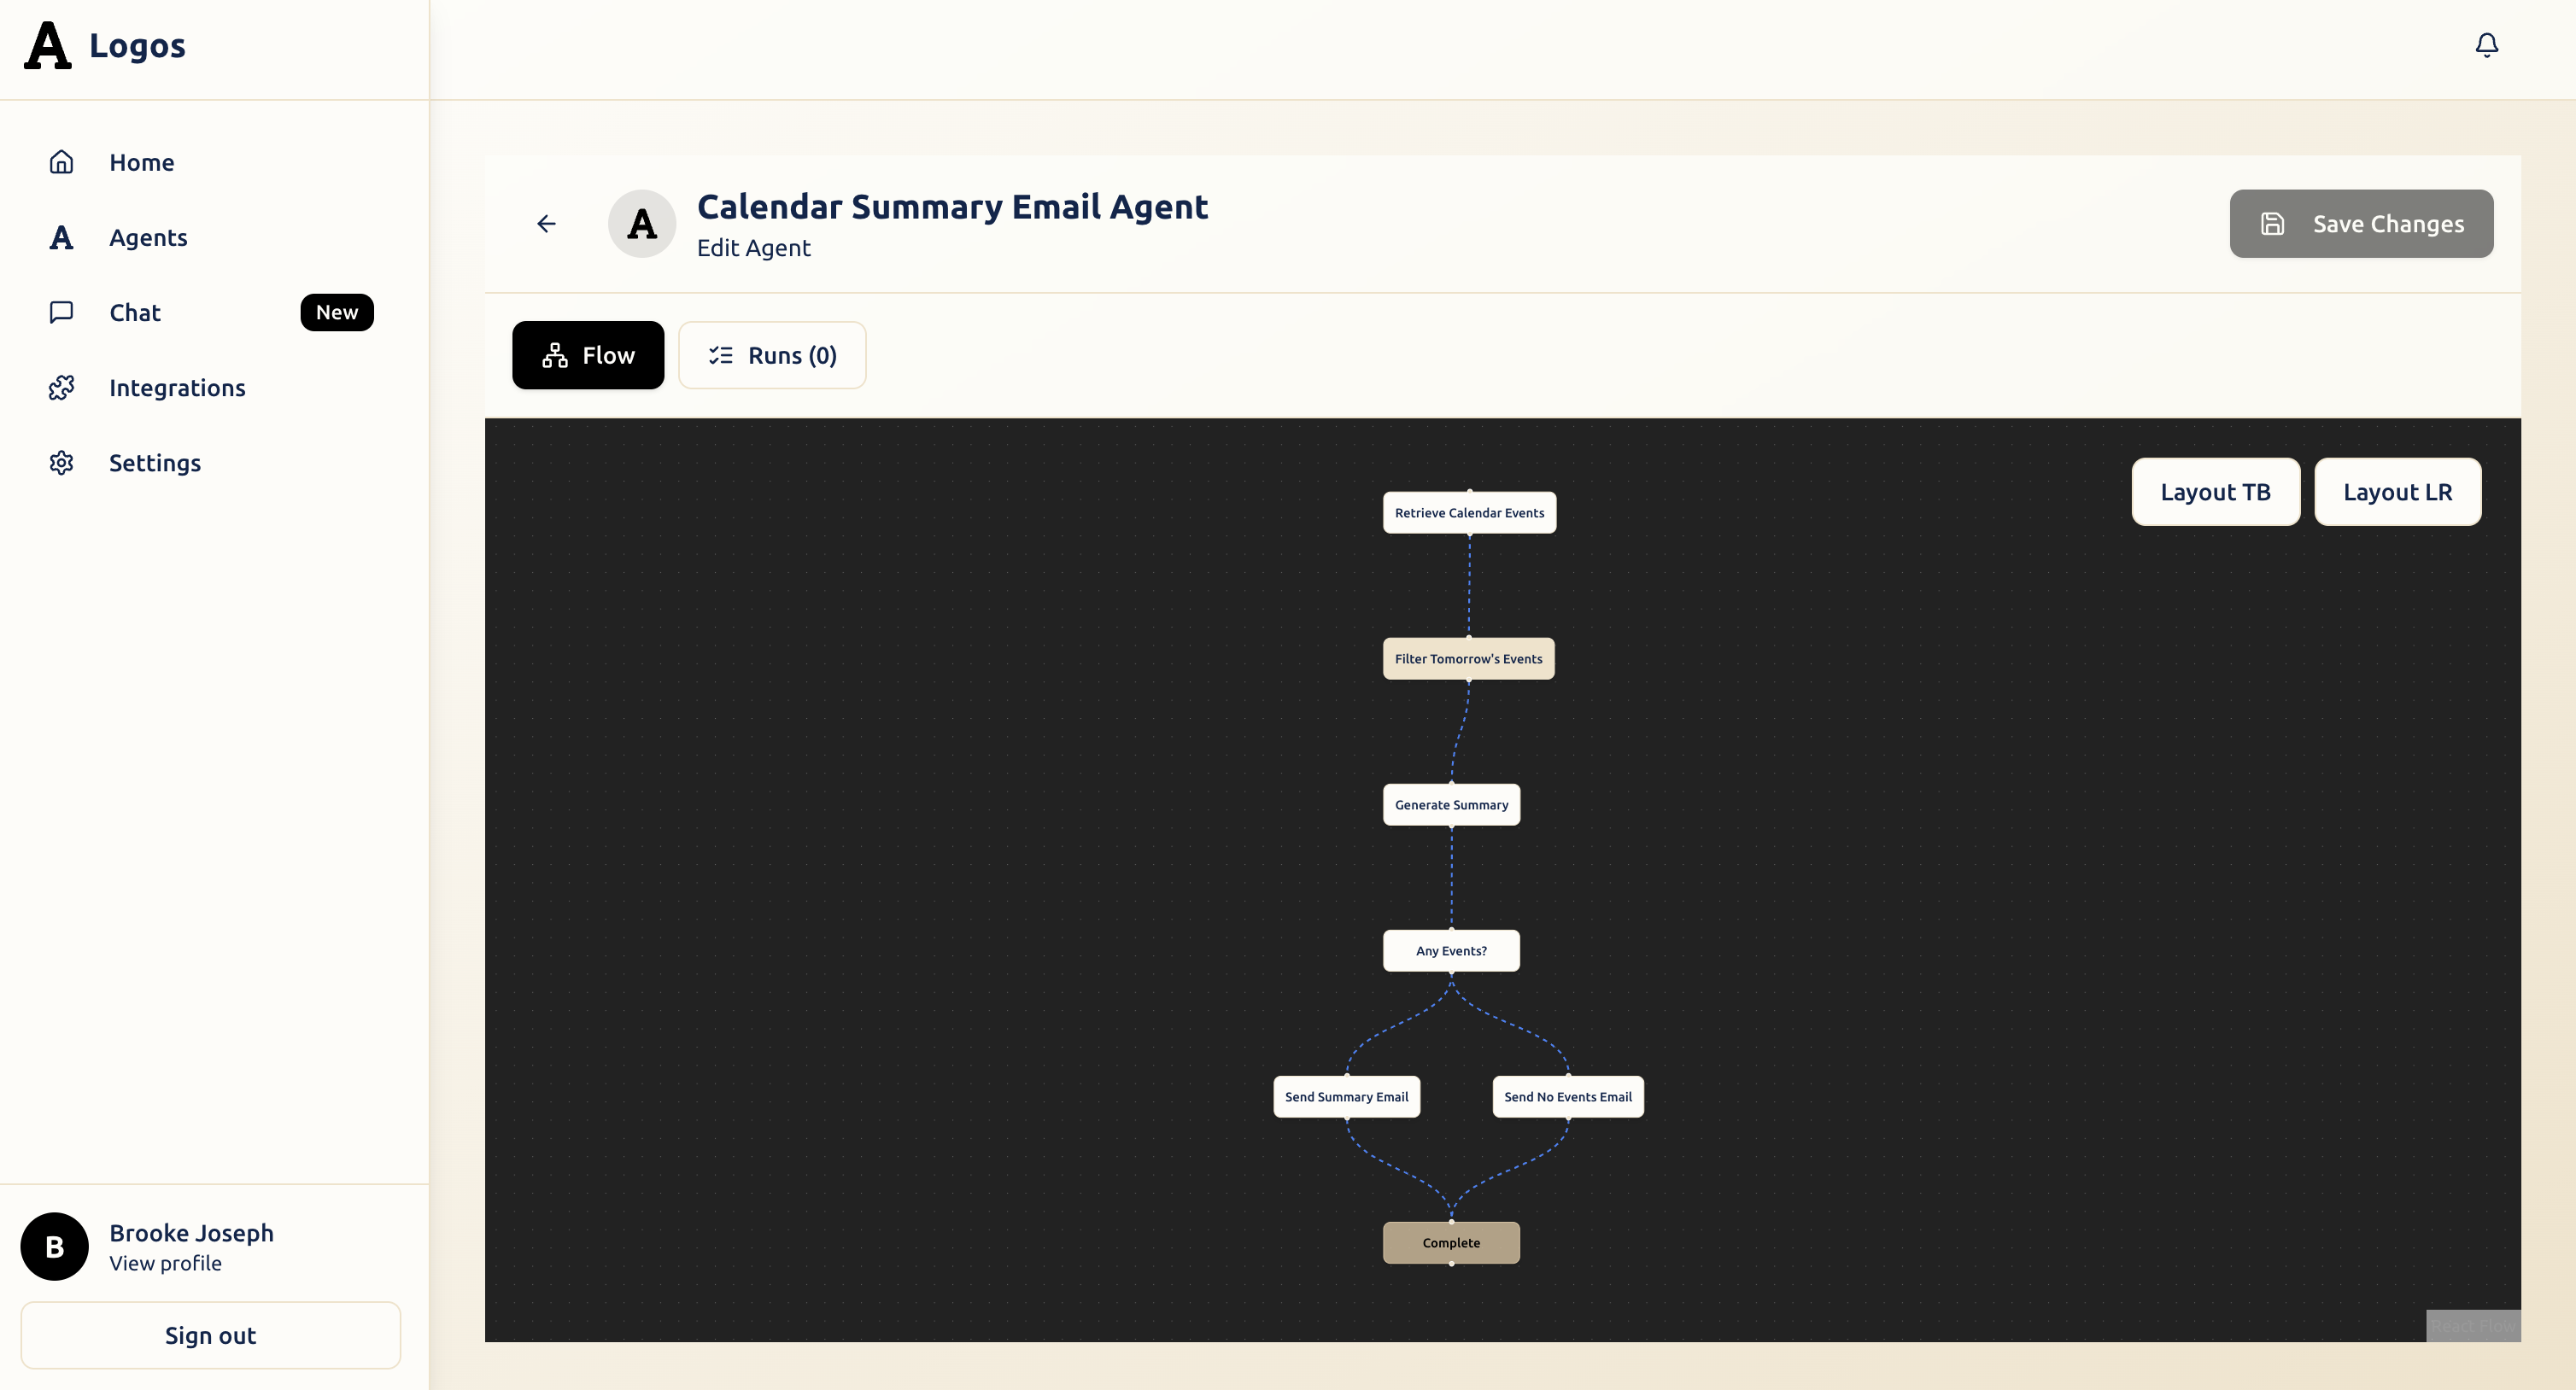 A Logos
Home
Agents
Chat
New
Integrations
Settings
Brooke Joseph
B
View profile
Sign out
A
Calendar Summary Email Agent
Edit Agent
Save Changes
Flow
Runs (0)
Layout TB
Layout LR
Retrieve Calendar Events
Filter Tomorrow's Events
Generate Summary
Any Events?
Send Summary Email
Send No Events Email
Complete
React Flow